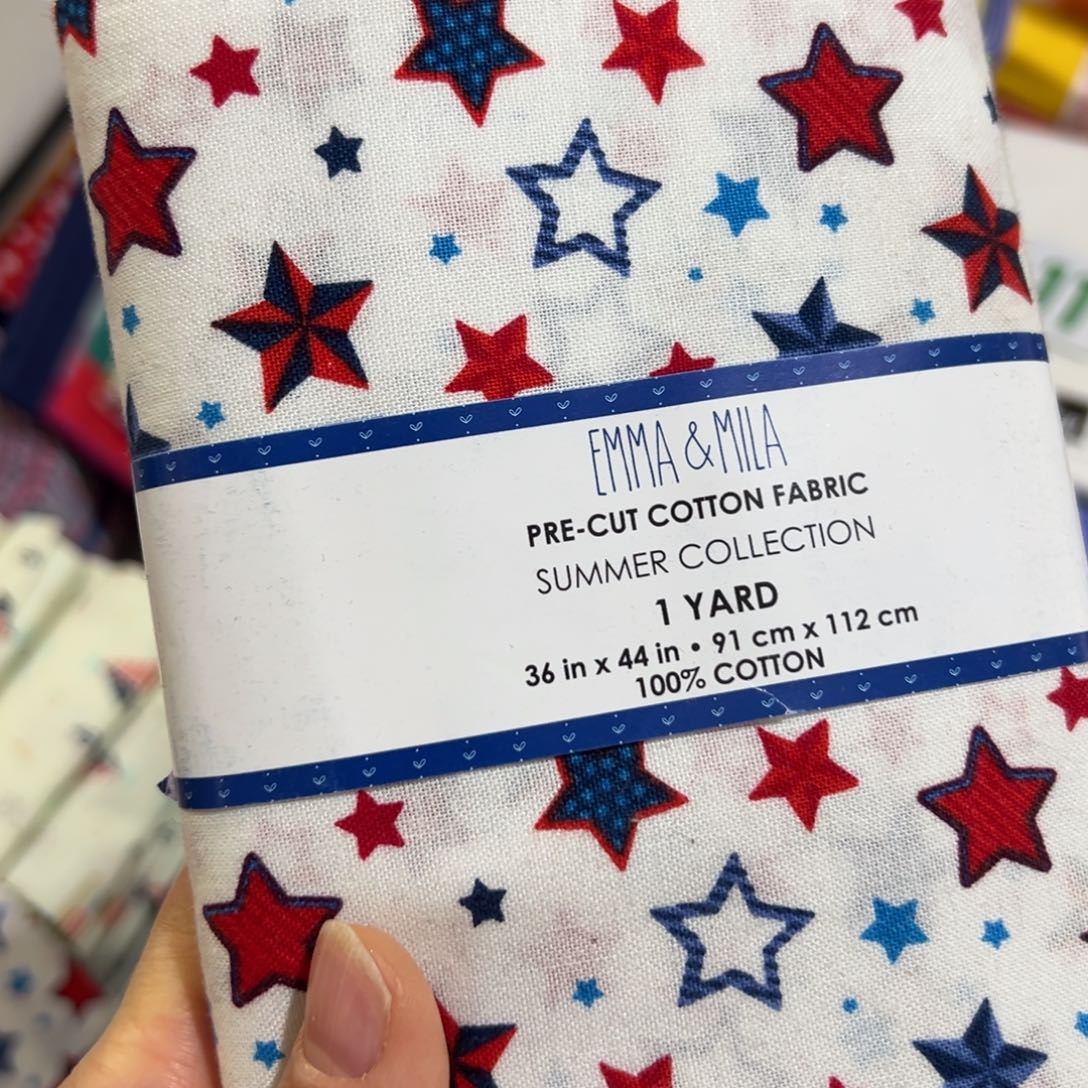 EMMA & MILA
PRE-CUT COTTON FABRIC
SUMMER COLLECTION
1 YARD
36 in x 44 in • 91 cm x 112 cm
100% COTTON